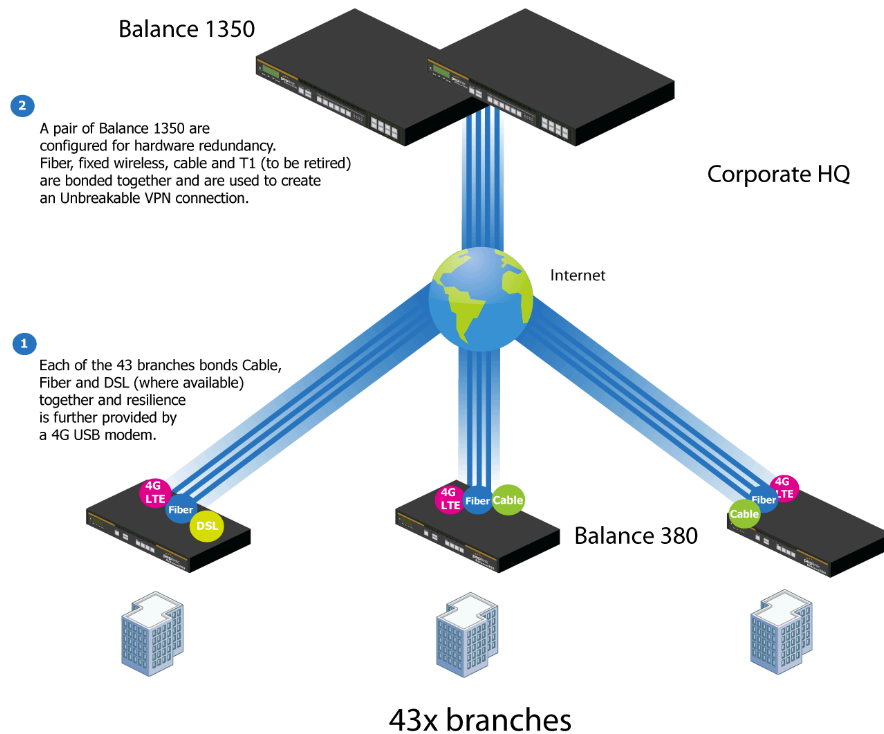 Balance 1350
2
A pair of Balance 1350 are
configured for hardware redundancy.
Fiber, fixed wireless, cable and T1 (to be retired)
are bonded together and are used to create
an Unbreakable VPN connection.
Corporate HQ
Internet
1
Each of the 43 branches bonds Cable,
Fiber and DSL (where available)
together and resilience
is further provided by
a 4G USB modem.
4G
LTE
Fiber
DSL
4G
LTE
Fiber
Cable
4G
LTE
Fiber
Cable
Balance 380
43x branches